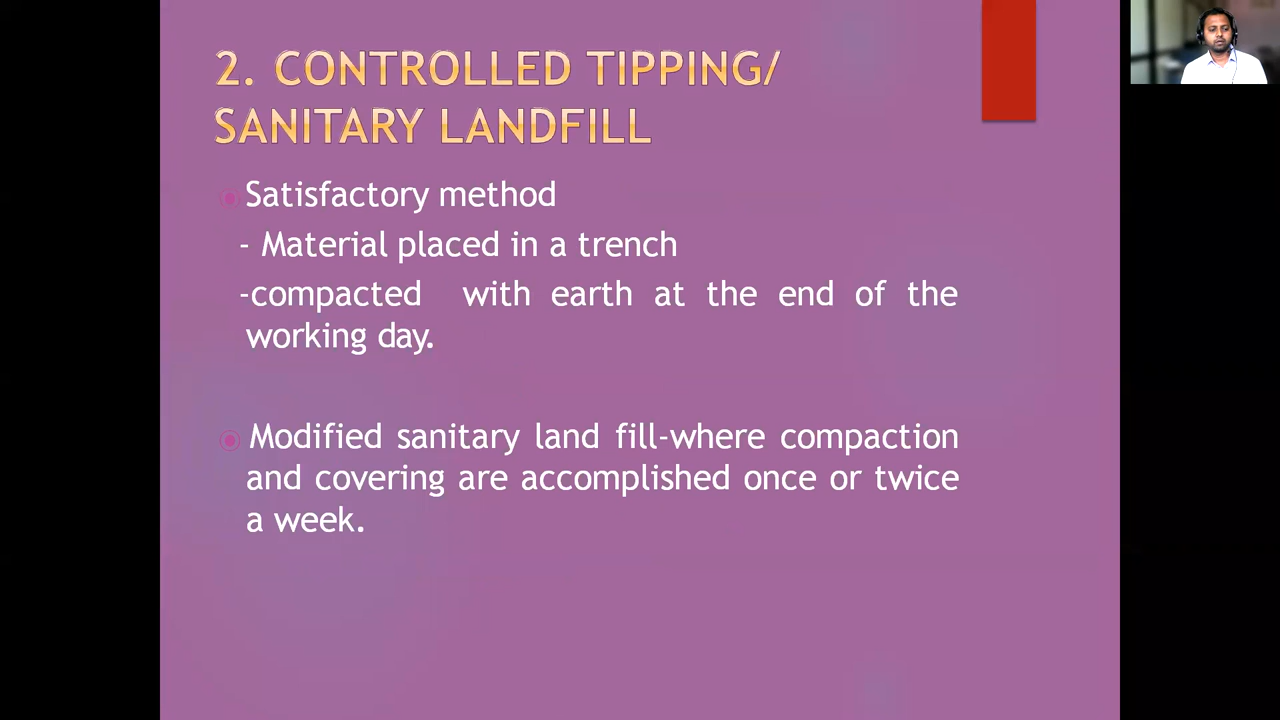 2. CONTROLLED TIPPING/
SANITARY LANDFILL
Satisfactory method
- Material placed in a trench
-compacted with earth at the end of the
working day.
Modified sanitary land fill-where compaction
and covering are accomplished once or twice
a week.